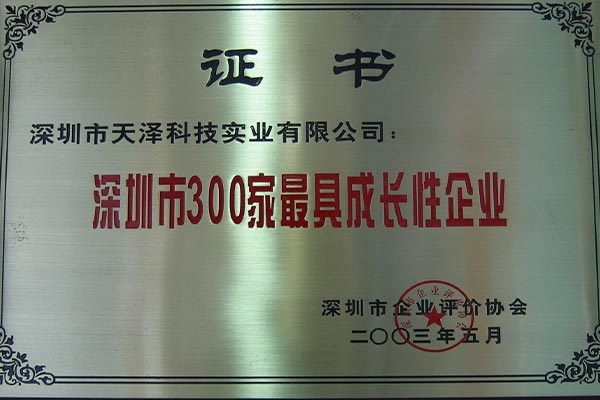 证书
深圳市天泽科技实业有限公司：
深圳市300家最具成长性企业
深圳市企业评价协会
二〇〇三年五月